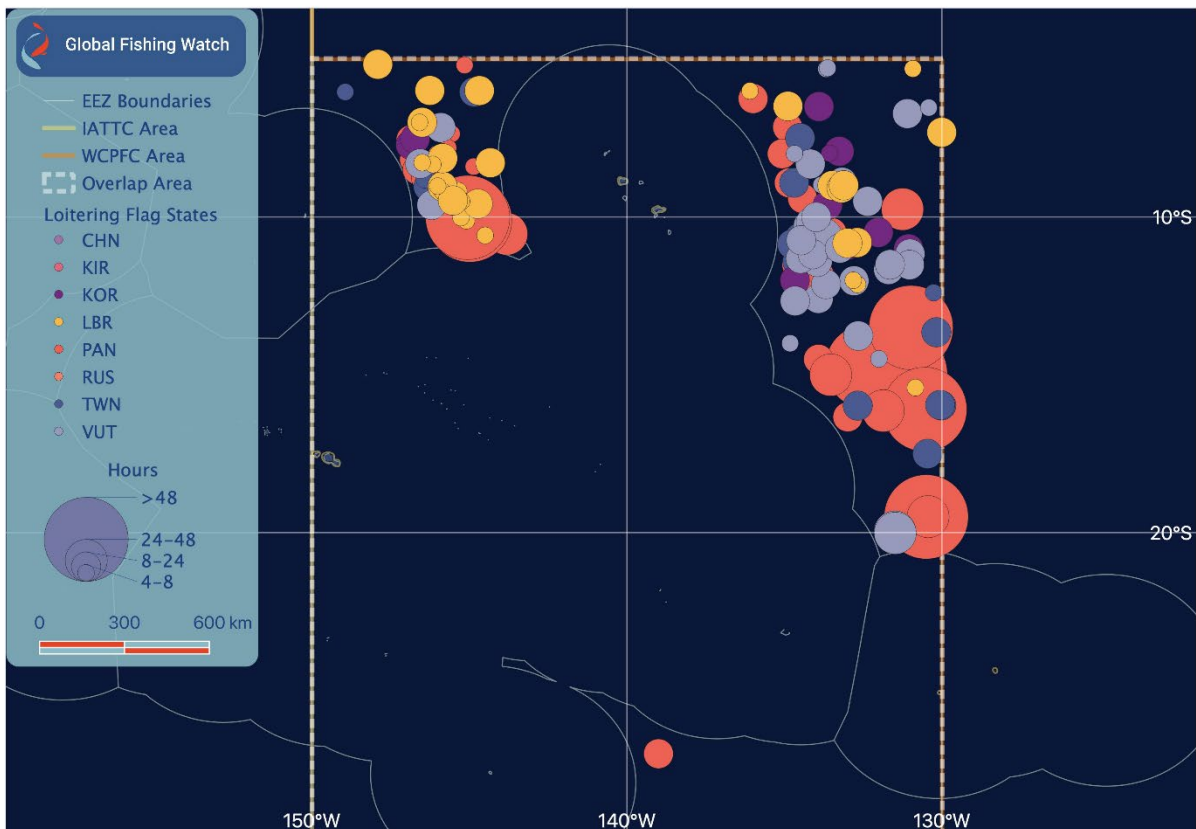 Global Fishing Watch
EEZ Boundaries
IATTC Area
WCPFC Area
Overlap Area
Loitering Flag States
CHN
KIR
KOR
LBR
PAN
RUS
TWN
VUT
Hours
>48
24–48
8–24
4–8
0 300 600 km
10°S
20°S
150°W 140°W 130°W